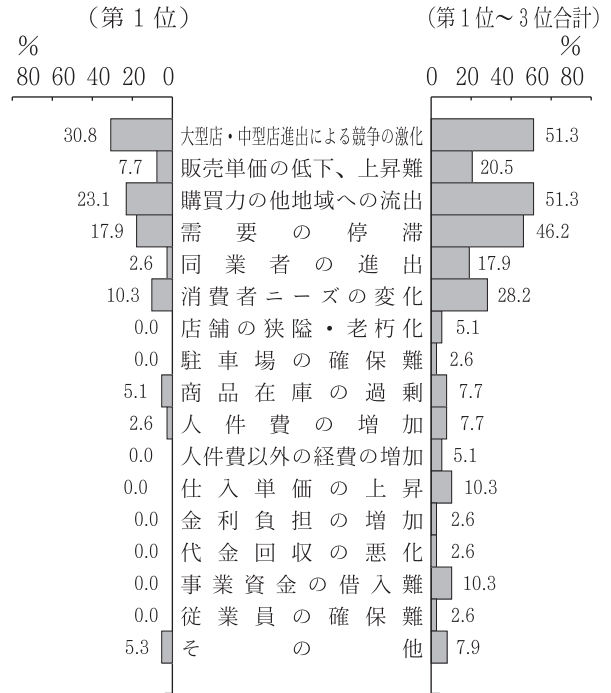 （第１位） （第１位～３位合計）
% %
80 60 40 20 0 0 20 40 60 80
30.8 大型店・中型店進出による競争の激化 51.3
7.7 販売単価の低下、上昇難 20.5
23.1 購買力の他地域への流出 51.3
17.9 需要の停滞 46.2
2.6 同業者の進出 17.9
10.3 消費者ニーズの変化 28.2
0.0 店舗の狭隘・老朽化 5.1
0.0 駐車場の確保難 2.6
5.1 商品在庫の過剰 7.7
2.6 人件費の増加 7.7
0.0 人件費以外の経費の増加 5.1
0.0 仕入単価の上昇 10.3
0.0 金利負担の増加 2.6
0.0 代金回収の悪化 2.6
0.0 事業資金の借入難 10.3
0.0 従業員の確保難 2.6
5.3 その他 7.9